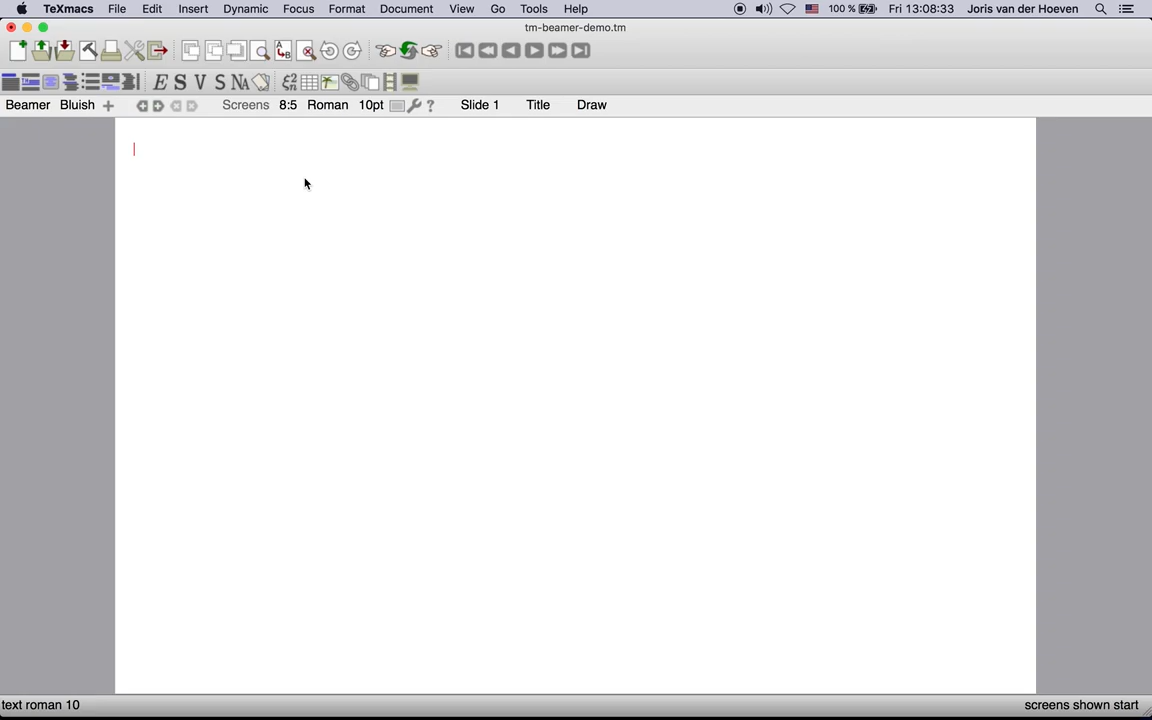 TeXmacs File Edit Insert Dynamic Focus Format Document View Go Tools Help 100 % Fri 13:08:33 Joris van der Hoeven
tm-beamer-demo.tm
E S V S NA
Beamer Bluish Screens 8:5 Roman 10pt ? Slide 1 Title Draw
text roman 10 screens shown start